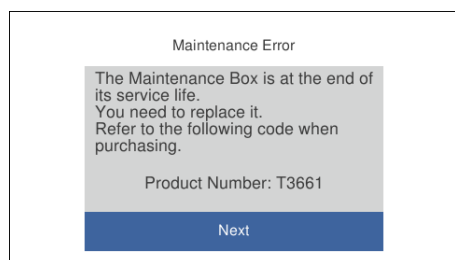 Maintenance Error
The Maintenance Box is at the end of
its service life.
You need to replace it.
Refer to the following code when
purchasing.
Product Number: T3661
Next